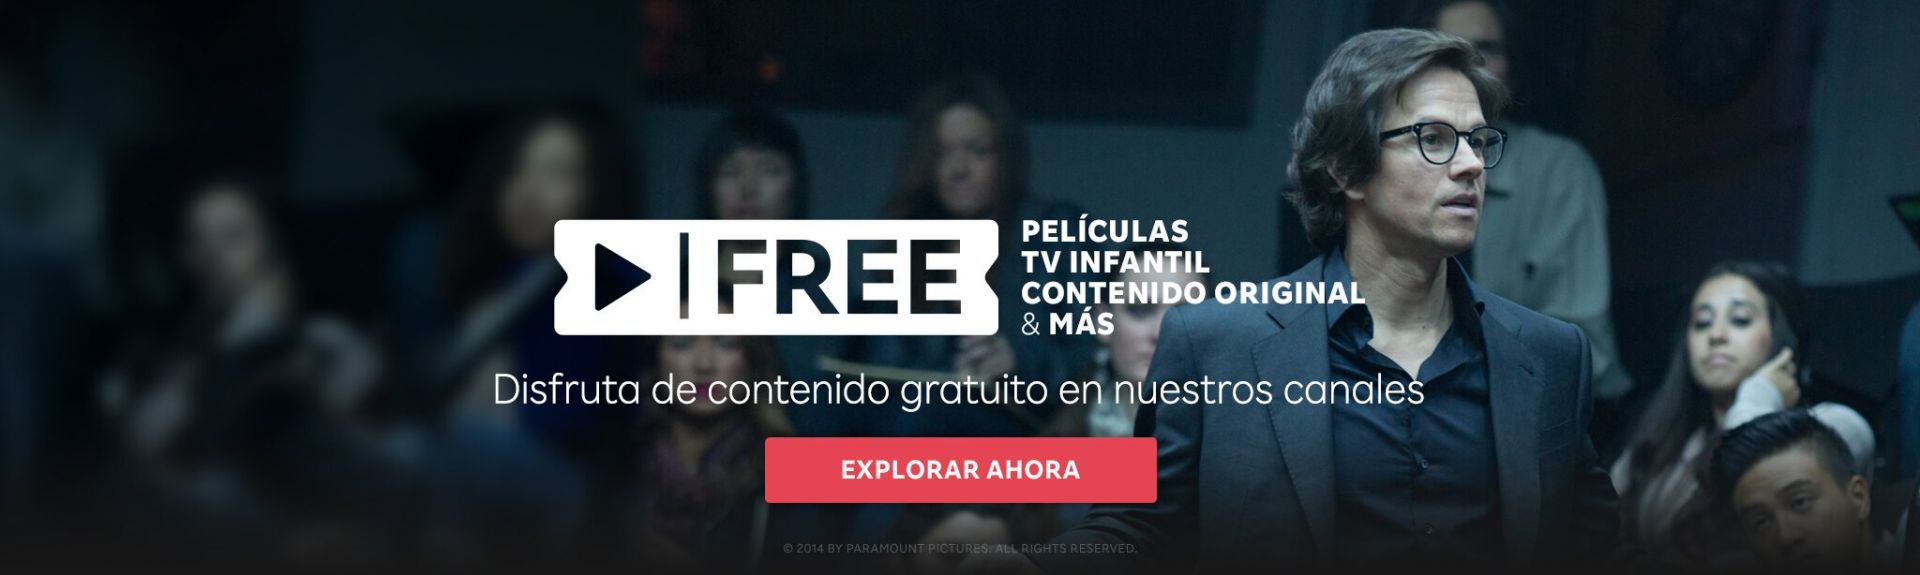 FREE
PELÍCULAS
TV INFANTIL
CONTENIDO ORIGINAL
& MÁS
Disfruta de contenido gratuito en nuestros canales
EXPLORAR AHORA
© 2014 BY PARAMOUNT PICTURES. ALL RIGHTS RESERVED.